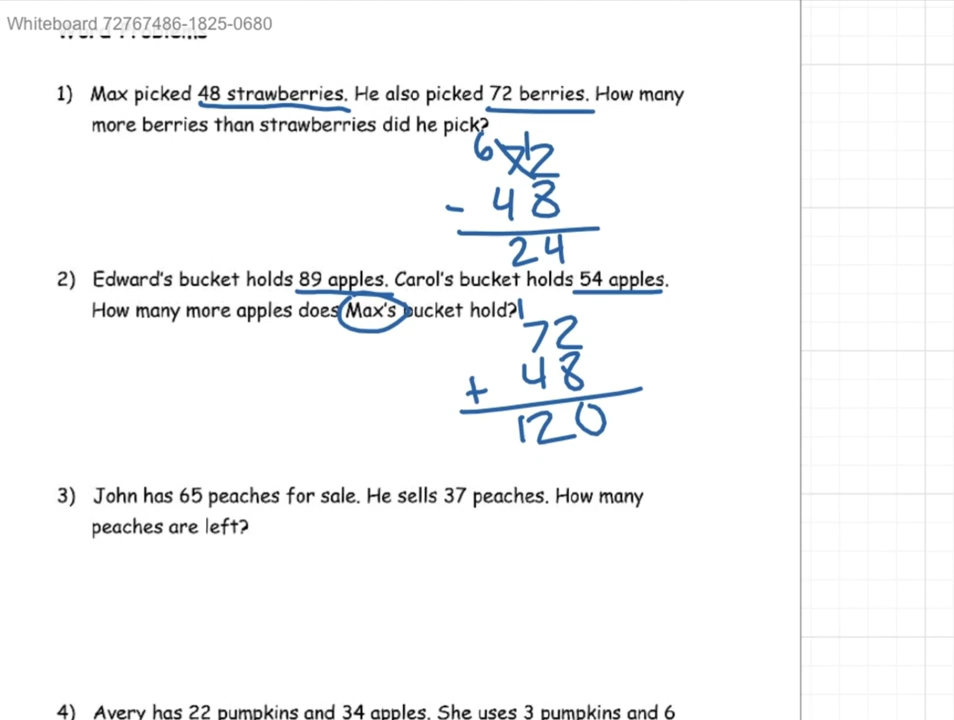 Whiteboard 72767486-1825-0680
Word Problems
1) Max picked 48 strawberries. He also picked 72 berries. How many
more berries than strawberries did he pick?
6 12
72
- 48
24
2) Edward's bucket holds 89 apples. Carol's bucket holds 54 apples.
How many more apples does Max's bucket hold?
1
72
+ 48
120
3) John has 65 peaches for sale. He sells 37 peaches. How many
peaches are left?
4) Avery has 22 pumpkins and 34 apples. She uses 3 pumpkins and 6